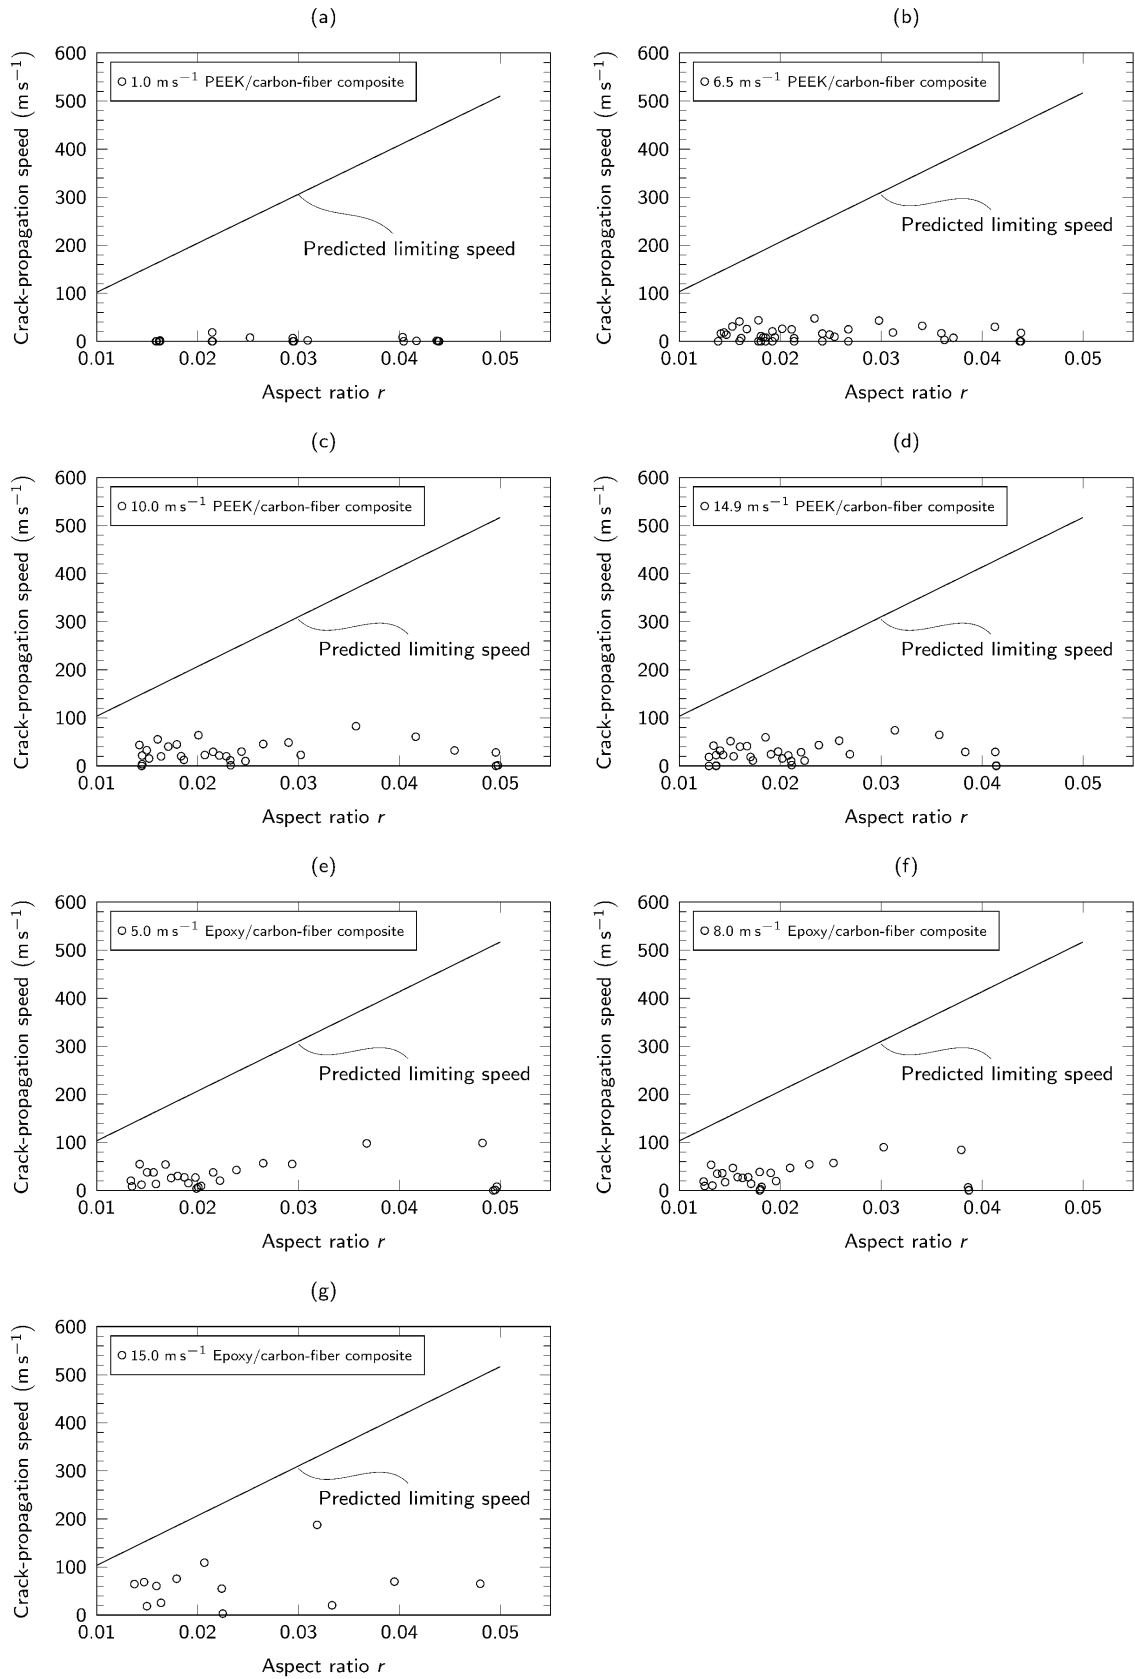 (a)
Crack-propagation speed (m s⁻¹)
600
500
400
300
200
100
0
1.0 m s⁻¹ PEEK/carbon-fiber composite
Predicted limiting speed
0.01 0.02 0.03 0.04 0.05
Aspect ratio r
(b)
Crack-propagation speed (m s⁻¹)
600
500
400
300
200
100
0
6.5 m s⁻¹ PEEK/carbon-fiber composite
Predicted limiting speed
0.01 0.02 0.03 0.04 0.05
Aspect ratio r
(c)
Crack-propagation speed (m s⁻¹)
600
500
400
300
200
100
0
10.0 m s⁻¹ PEEK/carbon-fiber composite
Predicted limiting speed
0.01 0.02 0.03 0.04 0.05
Aspect ratio r
(d)
Crack-propagation speed (m s⁻¹)
600
500
400
300
200
100
0
14.9 m s⁻¹ PEEK/carbon-fiber composite
Predicted limiting speed
0.01 0.02 0.03 0.04 0.05
Aspect ratio r
(e)
Crack-propagation speed (m s⁻¹)
600
500
400
300
200
100
0
5.0 m s⁻¹ Epoxy/carbon-fiber composite
Predicted limiting speed
0.01 0.02 0.03 0.04 0.05
Aspect ratio r
(f)
Crack-propagation speed (m s⁻¹)
600
500
400
300
200
100
0
8.0 m s⁻¹ Epoxy/carbon-fiber composite
Predicted limiting speed
0.01 0.02 0.03 0.04 0.05
Aspect ratio r
(g)
Crack-propagation speed (m s⁻¹)
600
500
400
300
200
100
0
15.0 m s⁻¹ Epoxy/carbon-fiber composite
Predicted limiting speed
0.01 0.02 0.03 0.04 0.05
Aspect ratio r